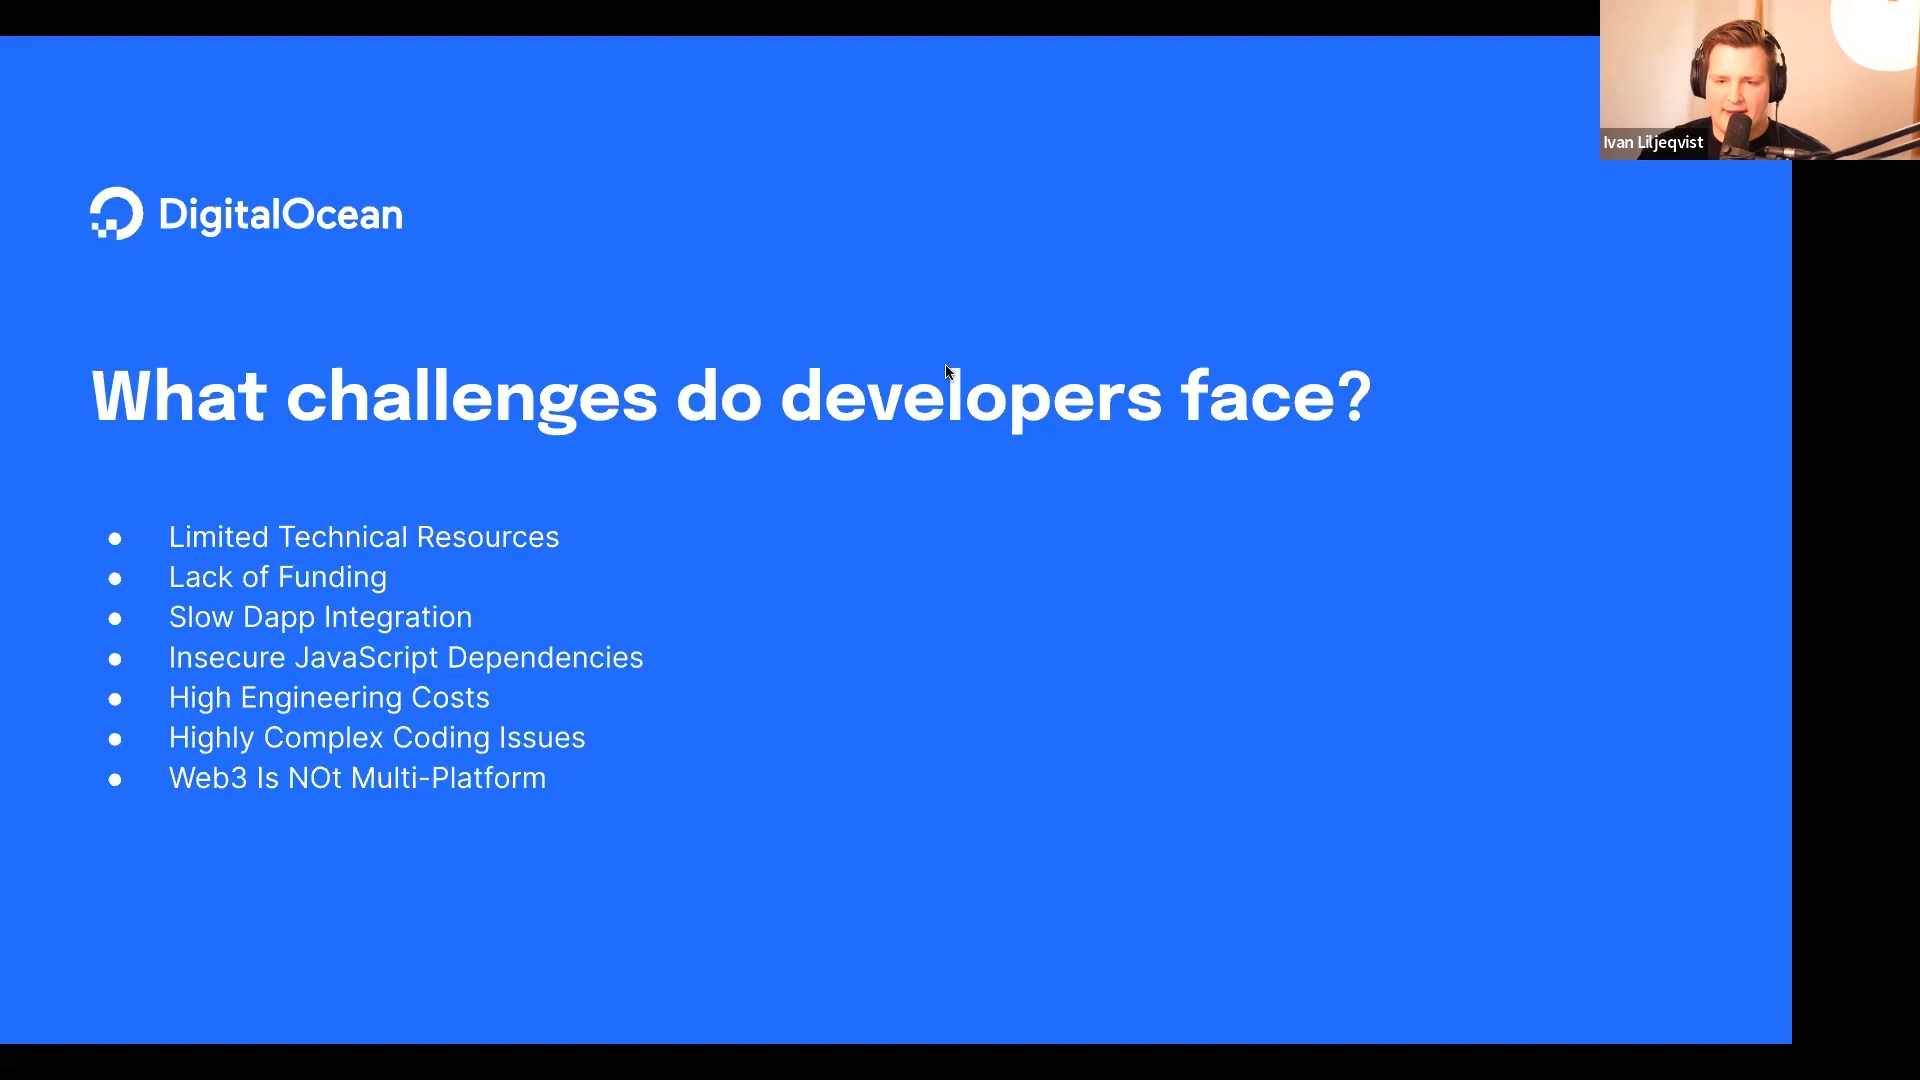 Ivan Liljeqvist
DigitalOcean
What challenges do developers face?
● Limited Technical Resources
● Lack of Funding
● Slow Dapp Integration
● Insecure JavaScript Dependencies
● High Engineering Costs
● Highly Complex Coding Issues
● Web3 Is NOt Multi-Platform